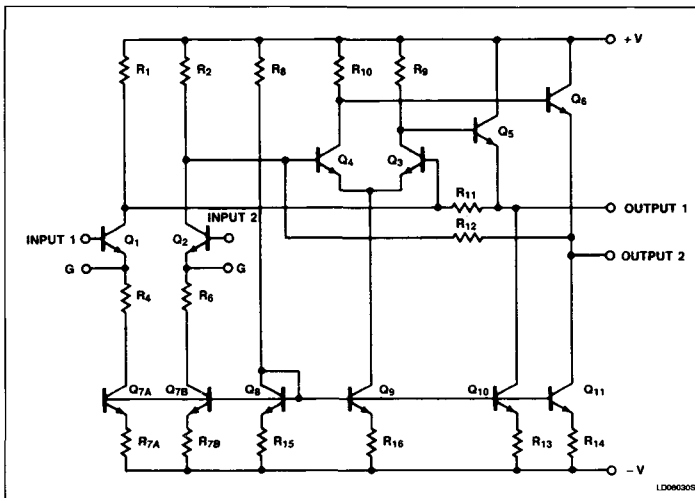 +V
R1 R2 R8 R10 R9
Q6
Q5
Q4 Q3
R11
OUTPUT 1
INPUT 2
R12
INPUT 1 Q1 Q2
OUTPUT 2
G G
R4 R6
Q7A Q7B Q8 Q9 Q10 Q11
R7A R7B R15 R16 R13 R14
−V
LD08030S